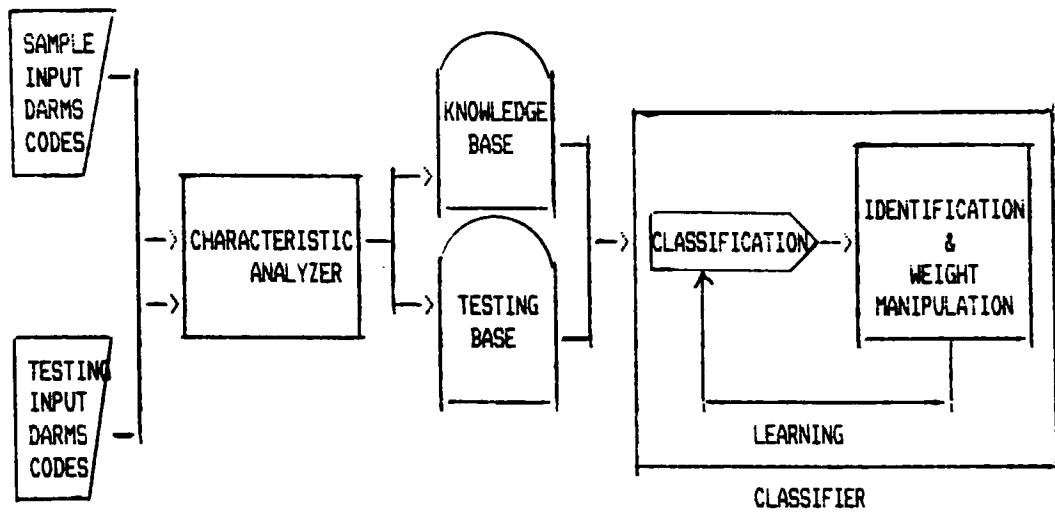 SAMPLE
INPUT
DARMS
CODES
TESTING
INPUT
DARMS
CODES
CHARACTERISTIC
ANALYZER
KNOWLEDGE
BASE
TESTING
BASE
CLASSIFICATION
IDENTIFICATION
&
WEIGHT
MANIPULATION
LEARNING
CLASSIFIER